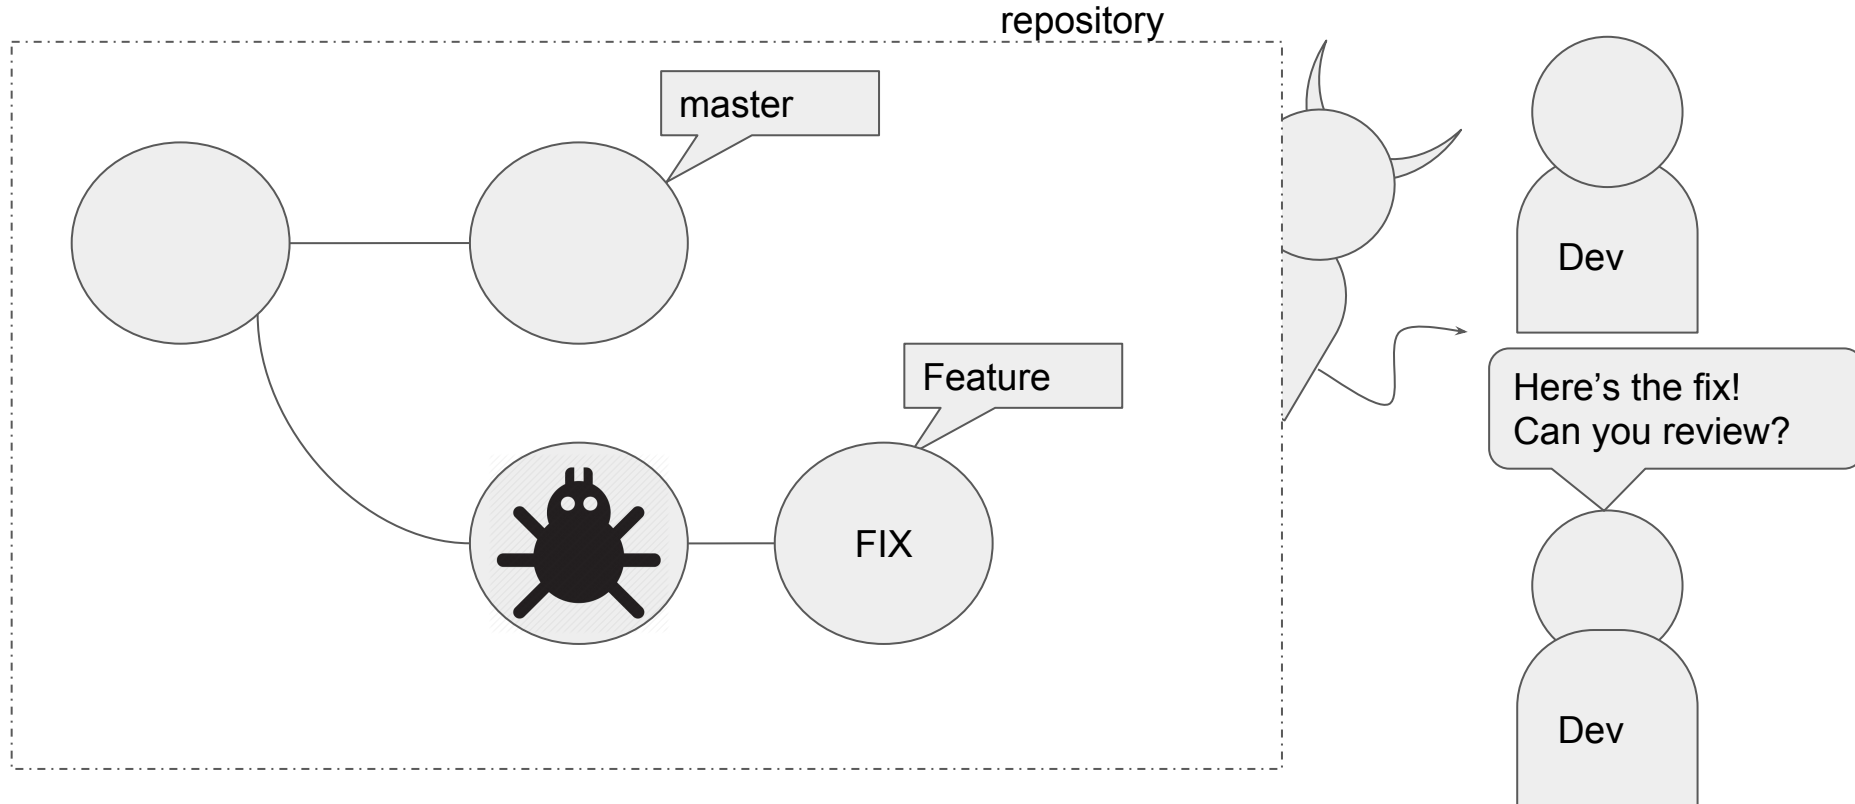 repository
master
Dev
Feature
Here’s the fix!
Can you review?
FIX
Dev